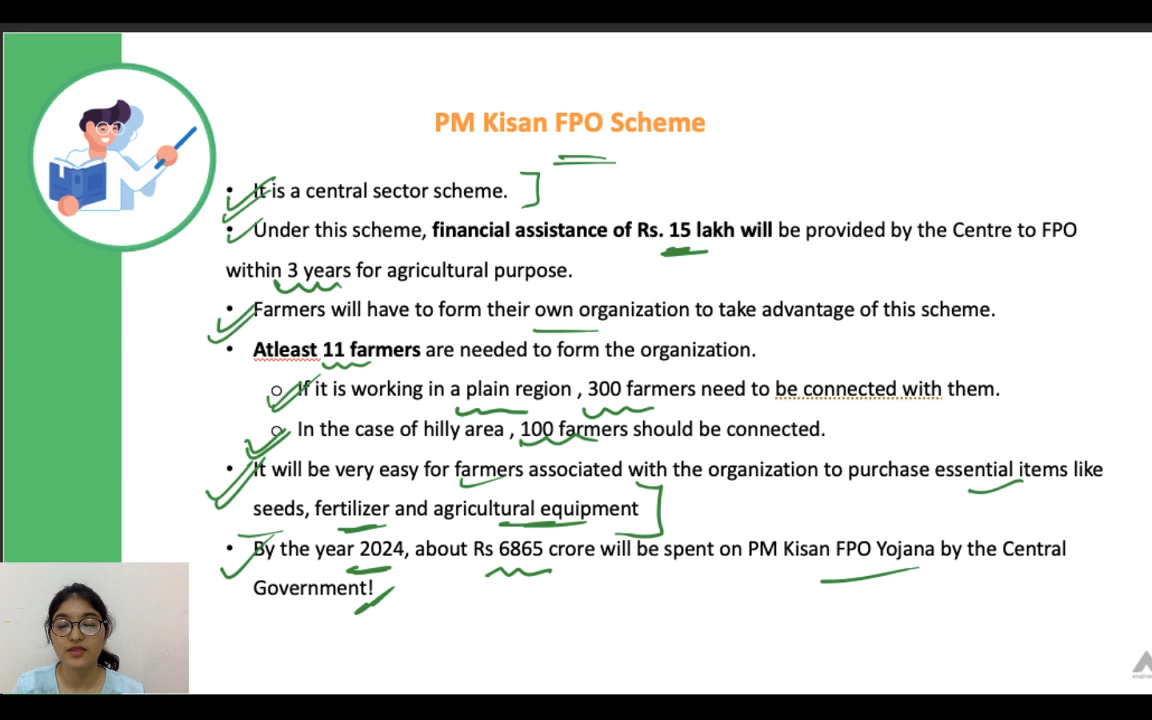 PM Kisan FPO Scheme
• It is a central sector scheme.
• Under this scheme, financial assistance of Rs. 15 lakh will be provided by the Centre to FPO
within 3 years for agricultural purpose.
• Farmers will have to form their own organization to take advantage of this scheme.
• Atleast 11 farmers are needed to form the organization.
o If it is working in a plain region , 300 farmers need to be connected with them.
o In the case of hilly area , 100 farmers should be connected.
• It will be very easy for farmers associated with the organization to purchase essential items like
seeds, fertilizer and agricultural equipment
• By the year 2024, about Rs 6865 crore will be spent on PM Kisan FPO Yojana by the Central
Government!